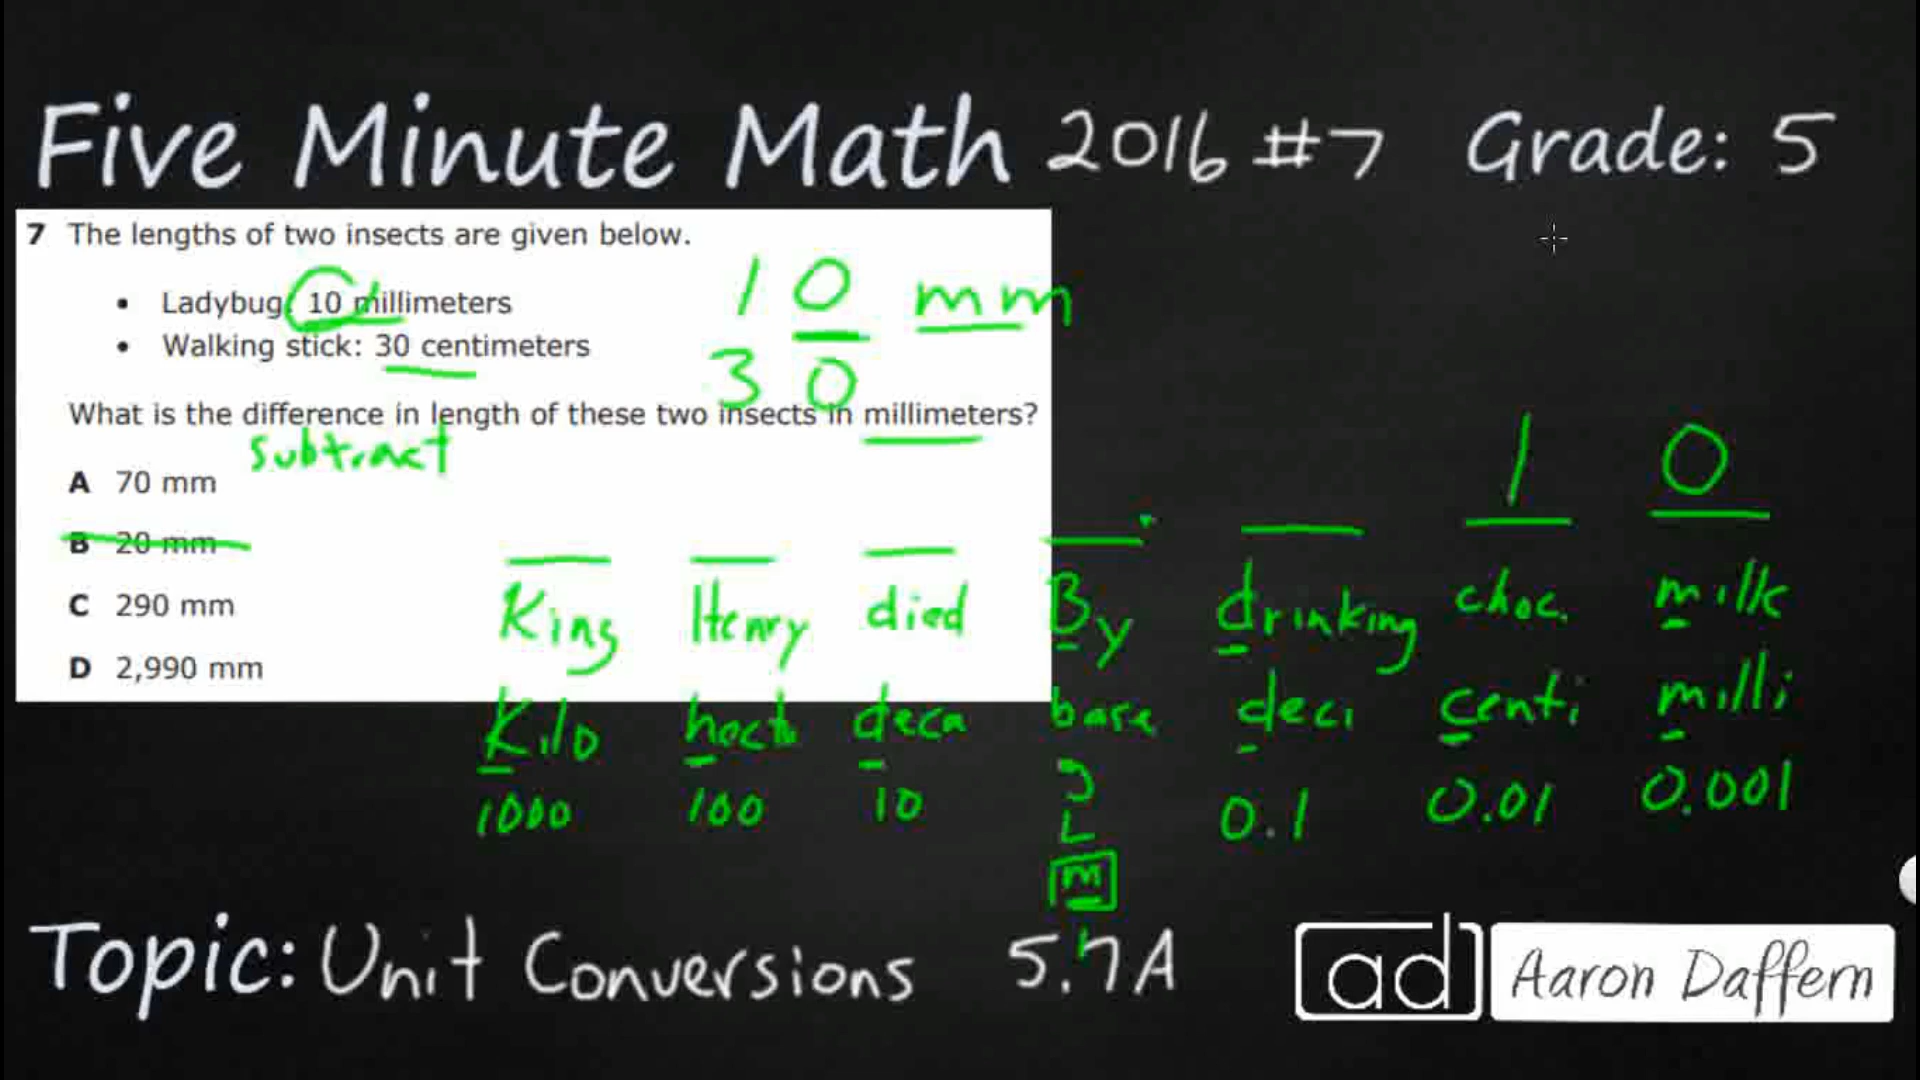 Five Minute Math 2016 #7 Grade: 5
7 The lengths of two insects are given below.
• Ladybug: 10 millimeters
• Walking stick: 30 centimeters
10 mm
30
What is the difference in length of these two insects in millimeters?
subtract
A 70 mm
B 20 mm
C 290 mm
D 2,990 mm
1 0
King Henry died By drinking choc. milk
Kilo hecto deca base deci centi milli
1000 100 10 0.1 0.01 0.001
L
m
Topic: Unit Conversions 5.7A
ad Aaron Daffern